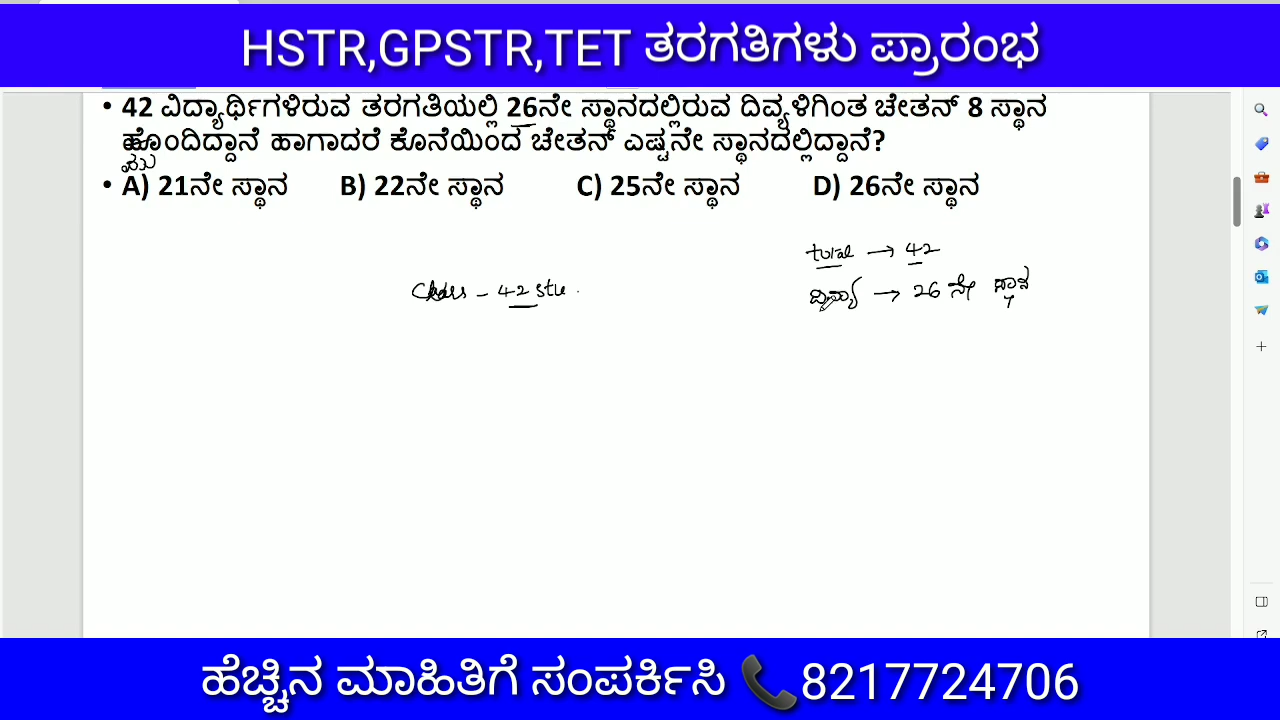 HSTR,GPSTR,TET ತರಗತಿಗಳು ಪ್ರಾರಂಭ
• 42 ವಿದ್ಯಾರ್ಥಿಗಳಿರುವ ತರಗತಿಯಲ್ಲಿ 26ನೇ ಸ್ಥಾನದಲ್ಲಿರುವ ದಿವ್ಯಳಿಗಿಂತ ಚೇತನ್ 8 ಸ್ಥಾನ
ಹೊಂದಿದ್ದಾನೆ ಹಾಗಾದರೆ ಕೊನೆಯಿಂದ ಚೇತನ್ ಎಷ್ಟನೇ ಸ್ಥಾನದಲ್ಲಿದ್ದಾನೆ?
• A) 21ನೇ ಸ್ಥಾನ B) 22ನೇ ಸ್ಥಾನ C) 25ನೇ ಸ್ಥಾನ D) 26ನೇ ಸ್ಥಾನ
total → 42
Class - 42 stu
ದಿವ್ಯಾ → 26 ನೇ ಸ್ಥಾನ
ಹೆಚ್ಚಿನ ಮಾಹಿತಿಗೆ ಸಂಪರ್ಕಿಸಿ 8217724706